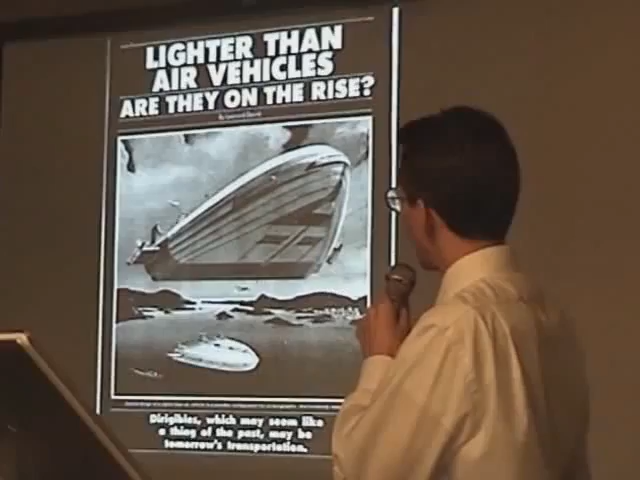 LIGHTER THAN
AIR VEHICLES
ARE THEY ON THE RISE?
Dirigibles, which may seem like
a thing of the past, may be
tomorrow's transportation.